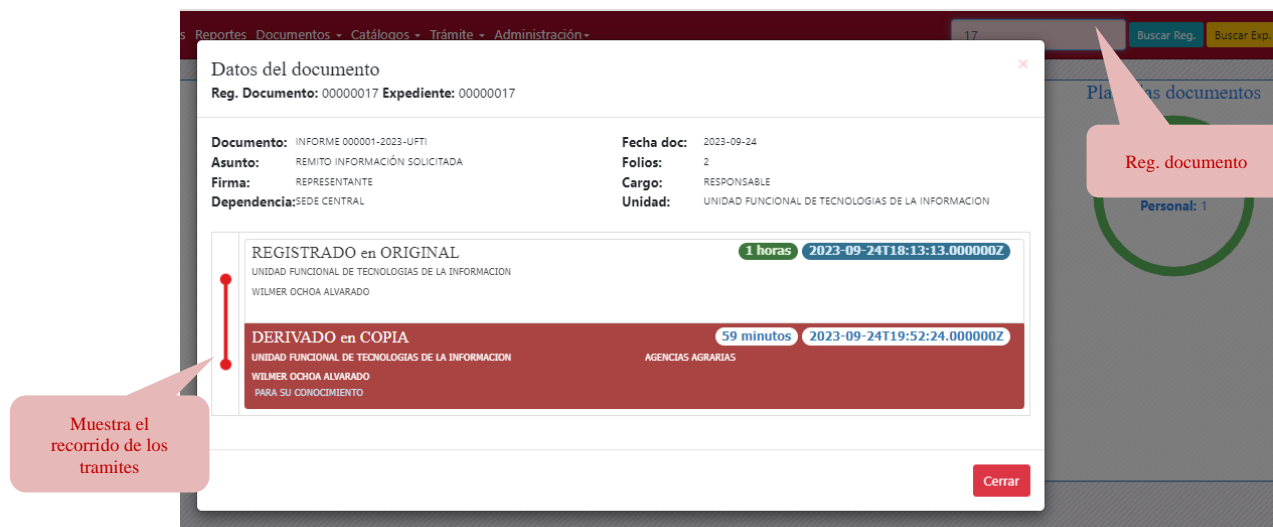 s Reportes Documentos Catálogos Trámite Administración
17
Buscar Reg. Buscar Exp.
Datos del documento ×
Reg. Documento: 00000017 Expediente: 00000017
Documento: INFORME 000001-2023-UFTI Fecha doc: 2023-09-24
Asunto: REMITO INFORMACIÓN SOLICITADA Folios: 2
Firma: REPRESENTANTE Cargo: RESPONSABLE
Dependencia: SEDE CENTRAL Unidad: UNIDAD FUNCIONAL DE TECNOLOGIAS DE LA INFORMACION
REGISTRADO en ORIGINAL 1 horas 2023-09-24T18:13:13.000000Z
UNIDAD FUNCIONAL DE TECNOLOGIAS DE LA INFORMACION
WILMER OCHOA ALVARADO
DERIVADO en COPIA 59 minutos 2023-09-24T19:52:24.000000Z
UNIDAD FUNCIONAL DE TECNOLOGIAS DE LA INFORMACION AGENCIAS AGRARIAS
WILMER OCHOA ALVARADO
PARA SU CONOCIMIENTO
Cerrar
documentos
Reg. documento
Personal: 1
Muestra el
recorrido de los
tramites